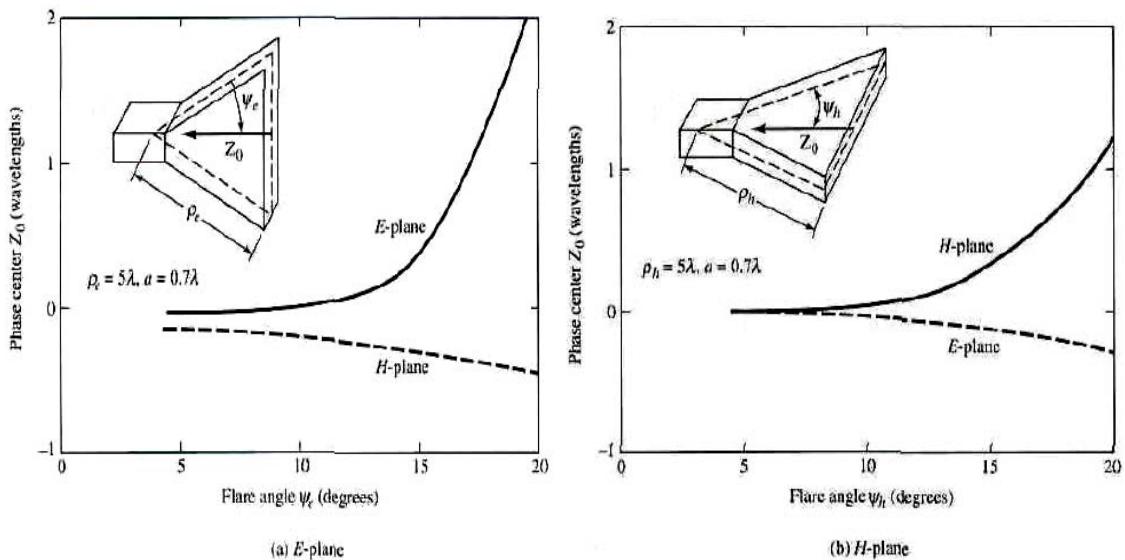 2
1
0
−1
Phase center Z₀ (wavelengths)
ψₑ
Z₀
ρₑ
ρₑ = 5λ, a = 0.7λ
E-plane
H-plane
0
5
10
15
20
Flare angle ψₑ (degrees)
(a) E-plane
2
1
0
−1
Phase center Z₀ (wavelengths)
ψₕ
Z₀
ρₕ
ρₕ = 5λ, a = 0.7λ
H-plane
E-plane
0
5
10
15
20
Flare angle ψₕ (degrees)
(b) H-plane